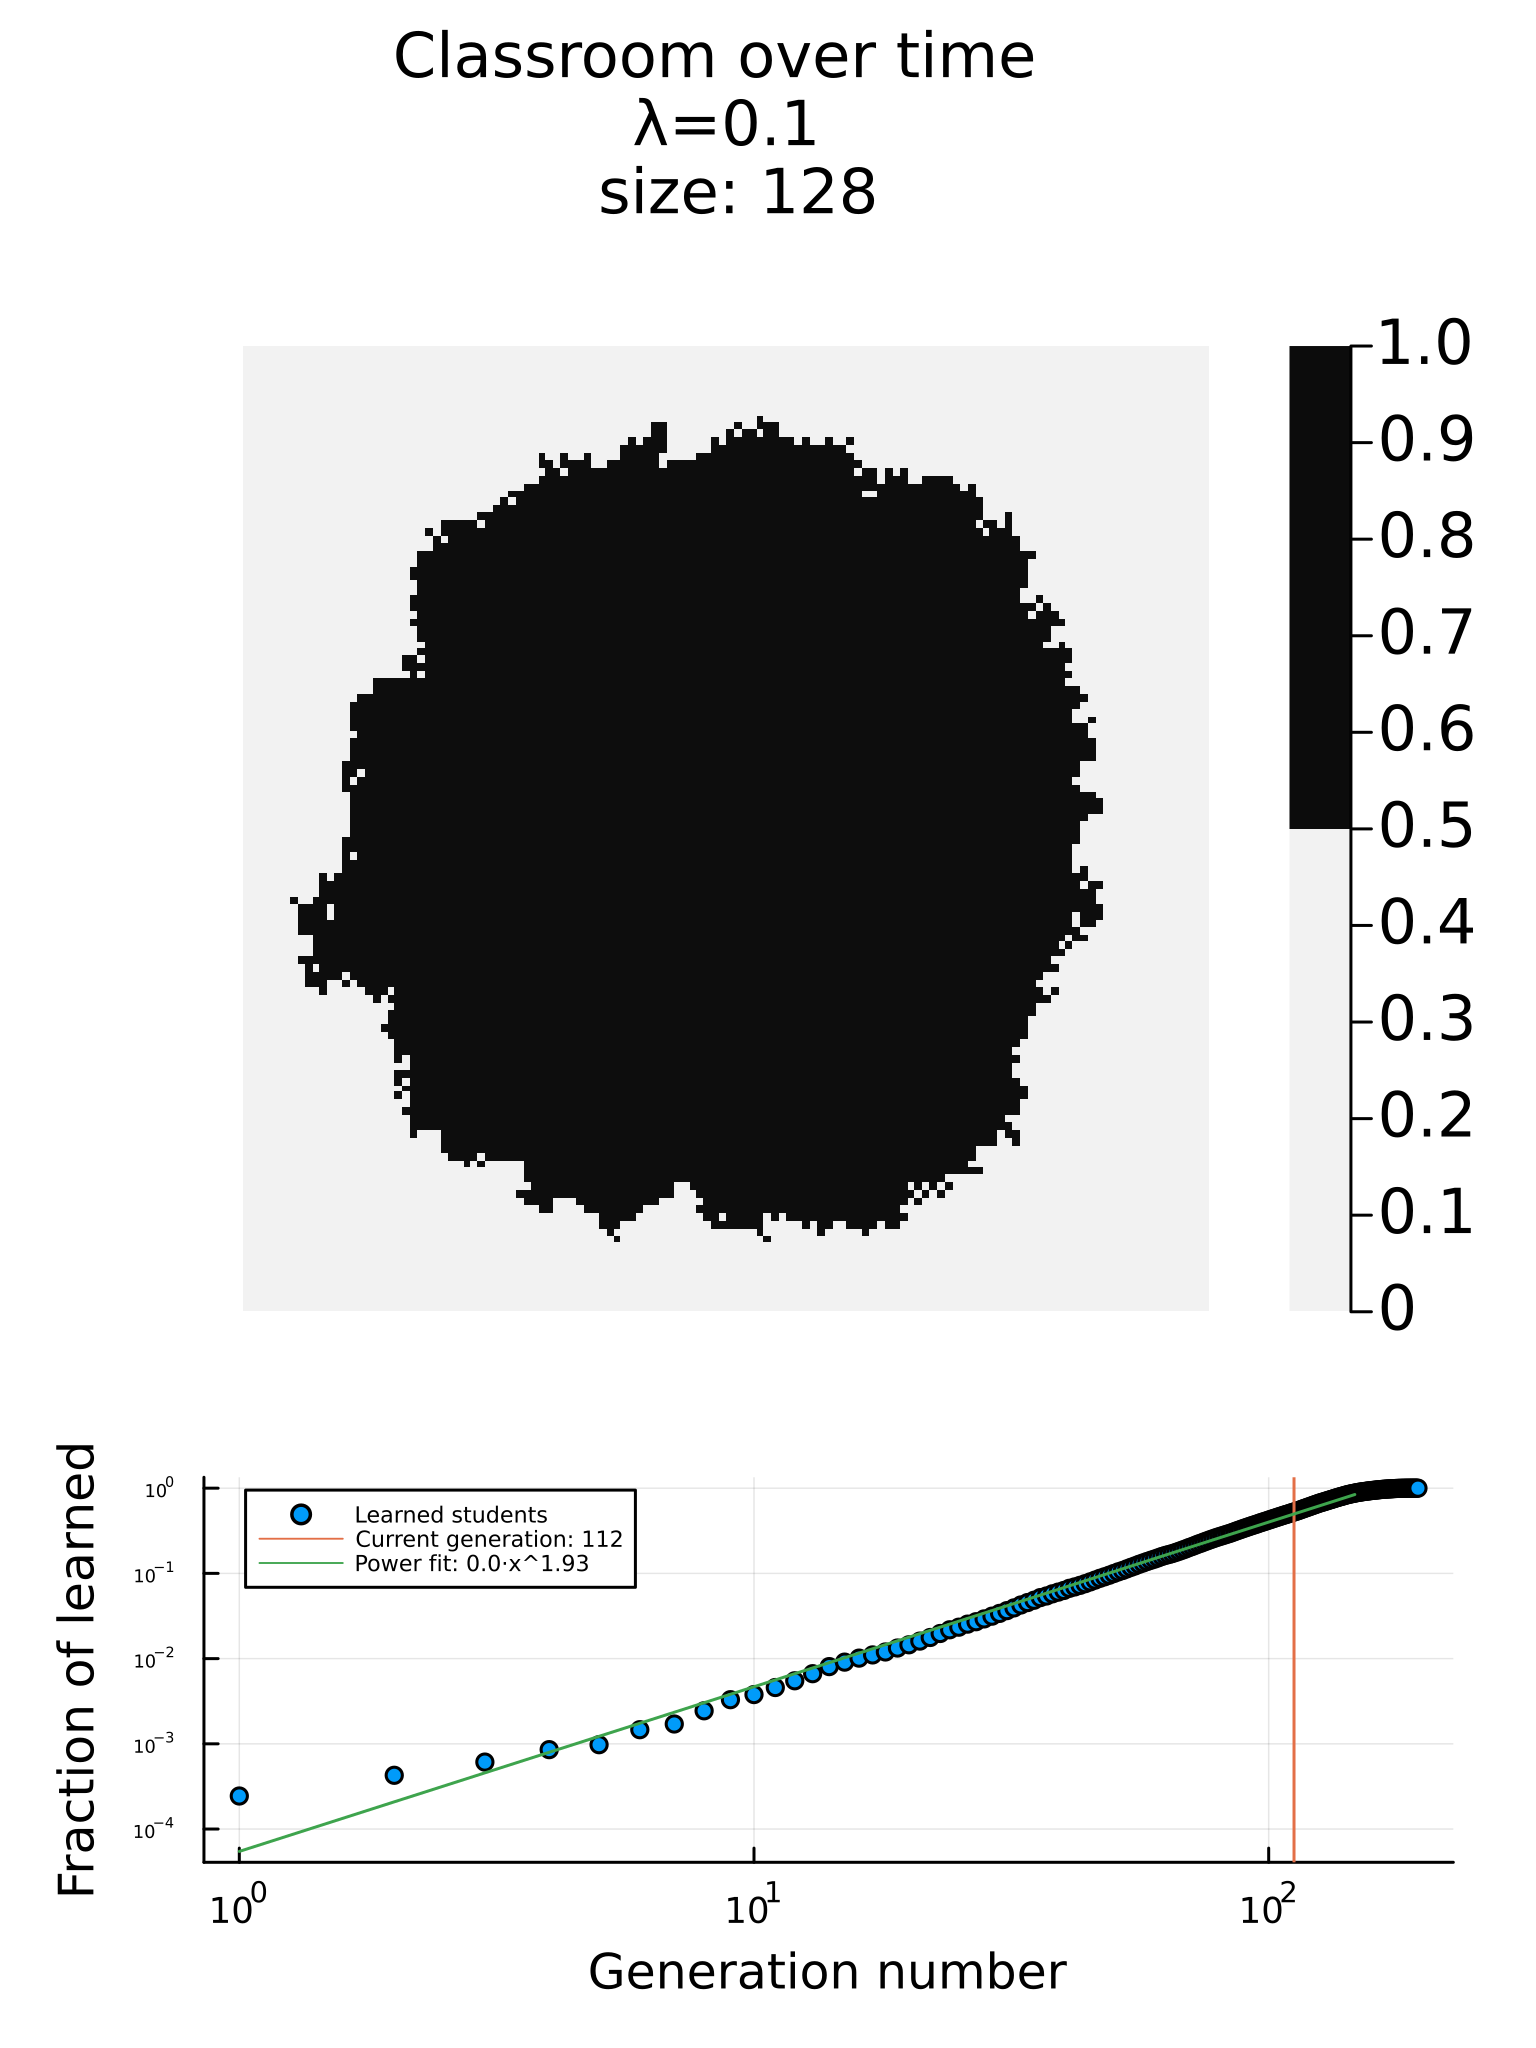 Classroom over time
λ=0.1
size: 128
1.0
0.9
0.8
0.7
0.6
0.5
0.4
0.3
0.2
0.1
0
Fraction of learned
10^0
10^-1
10^-2
10^-3
10^-4
Learned students
Current generation: 112
Power fit: 0.0·x^1.93
10^0
10^1
10^2
Generation number